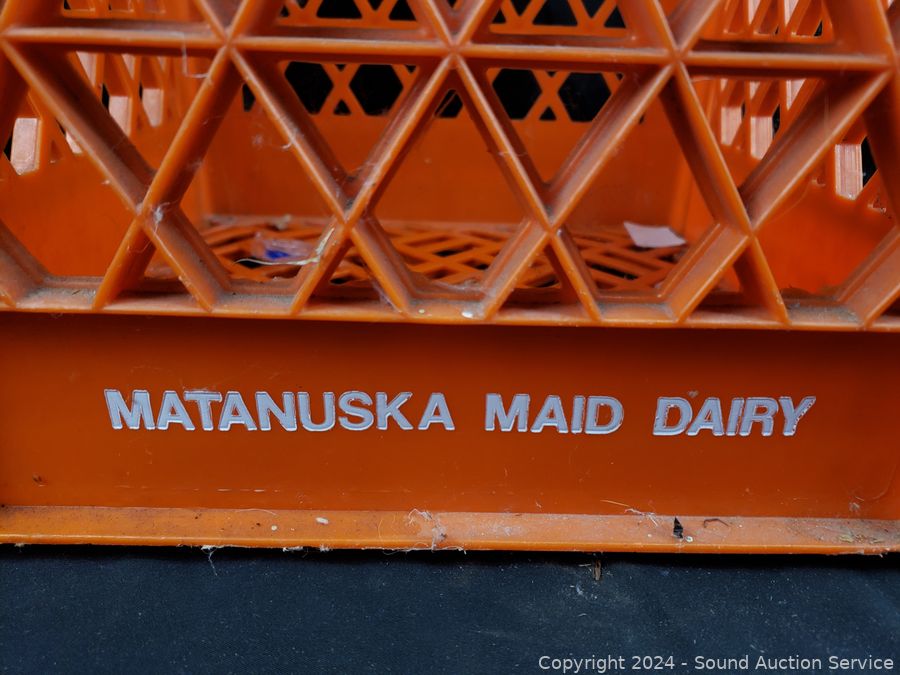 MATANUSKA MAID DAIRY
Copyright 2024 - Sound Auction Service